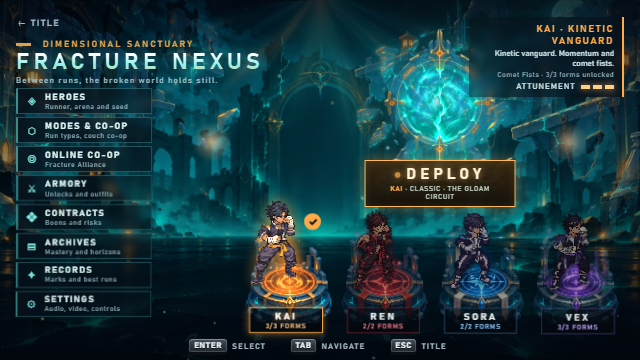 ← TITLE
DIMENSIONAL SANCTUARY
FRACTURE NEXUS
Between runs, the broken world holds still.
HEROES
Runner, arena and seed
MODES & CO-OP
Run types, couch co-op
ONLINE CO-OP
Fracture Alliance
ARMORY
Unlocks and outfits
CONTRACTS
Boons and risks
ARCHIVES
Mastery and horizons
RECORDS
Marks and best runs
SETTINGS
Audio, video, controls
KAI · KINETIC
VANGUARD
Kinetic vanguard. Momentum and
comet fists.
Comet Fists · 3/3 forms unlocked
ATTUNEMENT
DEPLOY
KAI · CLASSIC · THE GLOAM
CIRCUIT
KAI
3/3 FORMS
REN
2/2 FORMS
SORA
2/2 FORMS
VEX
3/3 FORMS
ENTER SELECT TAB NAVIGATE ESC TITLE